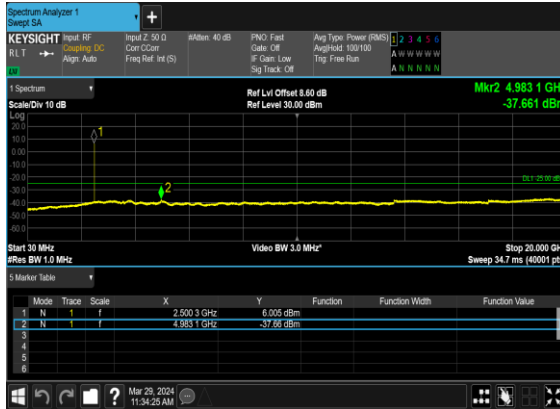 Spectrum Analyzer 1
Swept SA
+
KEYSIGHT Input: RF Input Z: 50 Ω #Atten: 40 dB PNO: Fast Avg Type: Power (RMS) 1 2 3 4 5 6
RLT Coupling: DC Corr CCorr Gate: Off Avg|Hold: 100/100 A W W W W W
Align: Auto Freq Ref: Int (S) IF Gain: Low Trig: Free Run
Sig Track: Off A N N N N N
LXI
1 Spectrum Ref Lvl Offset 8.60 dB Mkr2 4.983 1 GHz
Scale/Div 10 dB Ref Level 30.00 dBm -37.661 dBm
Log
20.0
10.0
0.00
-10.0
-20.0
-30.0
-40.0
-50.0
-60.0
1
2
DL1 -25.00 dB
Start 30 MHz Video BW 3.0 MHz* Stop 20.000 GH
#Res BW 1.0 MHz Sweep 34.7 ms (40001 pt
5 Marker Table
Mode Trace Scale X Y Function Function Width Function Value
1 N 1 f 2.500 3 GHz 6.005 dBm
2 N 1 f 4.983 1 GHz -37.66 dBm
3
4
5
6
? Mar 29, 2024
11:34:25 AM